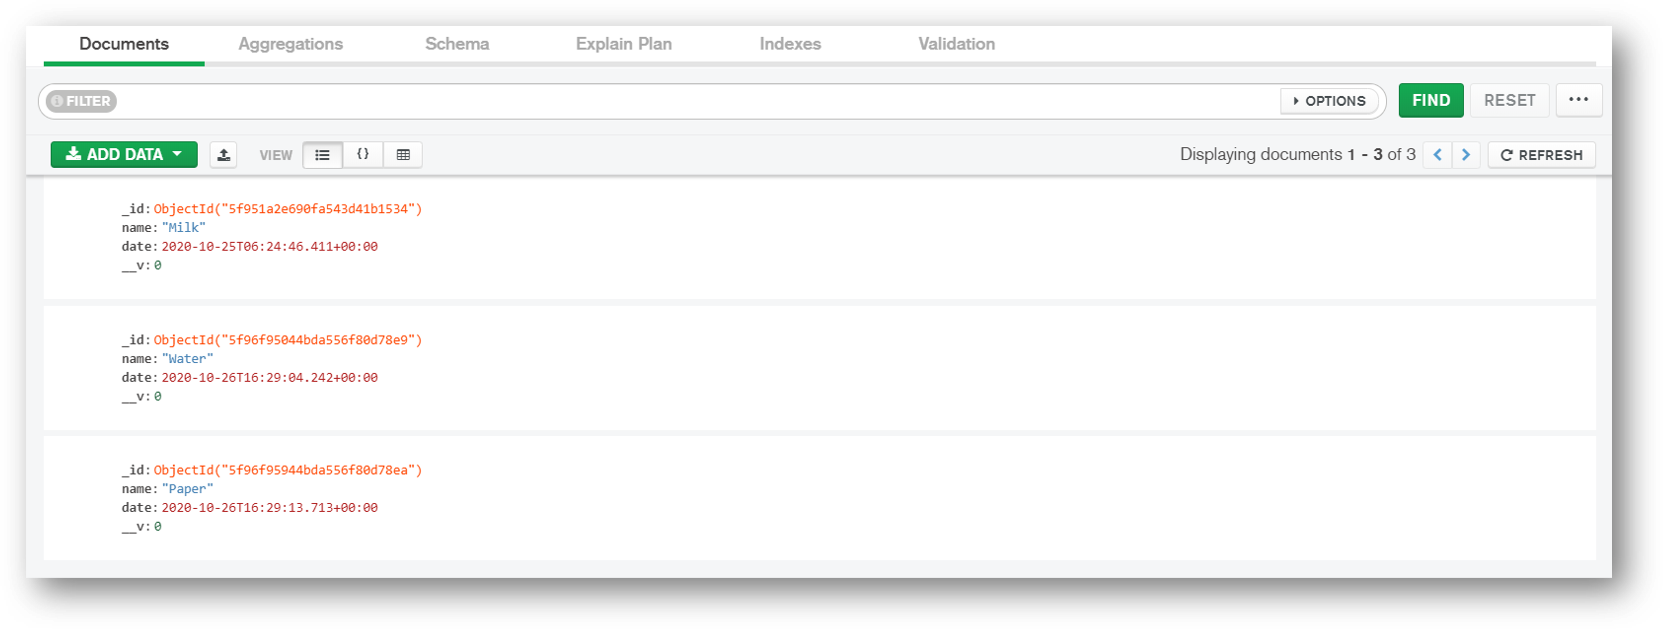 Documents Aggregations Schema Explain Plan Indexes Validation
FILTER OPTIONS FIND RESET ...
ADD DATA VIEW {} Displaying documents 1 - 3 of 3 REFRESH
_id: ObjectId("5f951a2e690fa543d41b1534")
name: "Milk"
date: 2020-10-25T06:24:46.411+00:00
__v: 0
_id: ObjectId("5f96f95044bda556f80d78e9")
name: "Water"
date: 2020-10-26T16:29:04.242+00:00
__v: 0
_id: ObjectId("5f96f95944bda556f80d78ea")
name: "Paper"
date: 2020-10-26T16:29:13.713+00:00
__v: 0